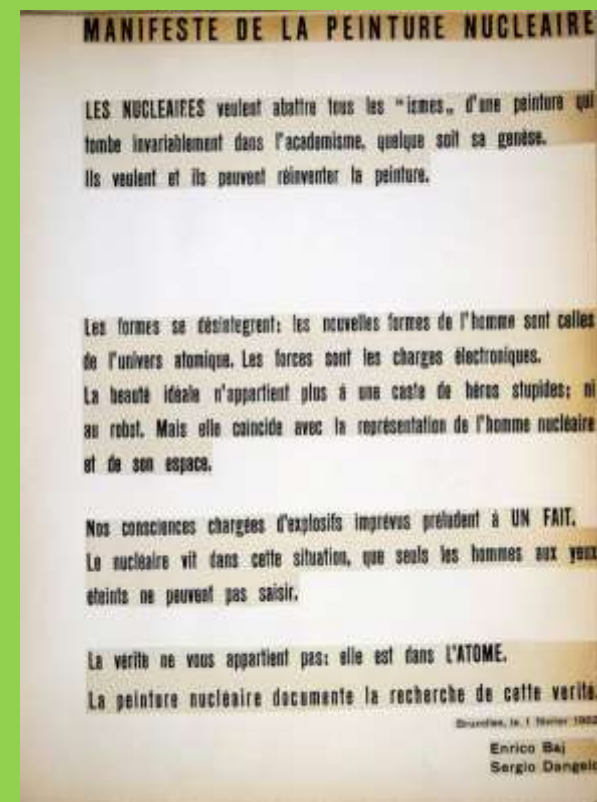 MANIFESTE DE LA PEINTURE NUCLEAIRE
LES NUCLEAIRES veulent abattre tous les "ismes„ d'une peinture qui
tombe invariablement dans l'academisme, quelque soit sa genèse.
Ils veulent et ils peuvent réinventer la peinture.
Les formes se désintegrent: les nouvelles formes de l'homme sont celles
de l'univers atomique. Les forces sont les charges électroniques.
La beauté idéale n'appartient plus á une caste de héros stupides; ni
au robot. Mais elle coincide avec la représentation de l'homme nucléaire
et de son espace.
Nos consciences chargées d'explosifs imprévus préludent à UN FAIT.
Le nucléaire vit dans cette situation, que seuls les hommes aux yeux
éteints ne peuvent pas saisir.
La vérité ne vous appartient pas: elle est dans L'ATOME.
La peinture nucléaire documente la recherche de cette verité.
Bruxelles, le 1 février 1952
Enrico Baj
Sergio Dangelo